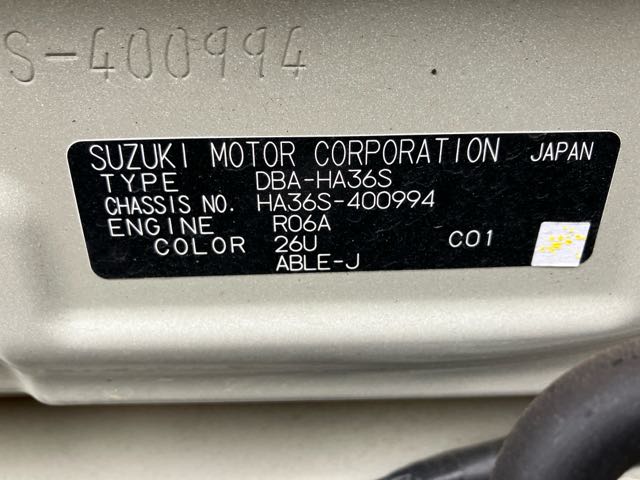 S-400994
SUZUKI MOTOR CORPORATION JAPAN
TYPE DBA-HA36S
CHASSIS NO. HA36S-400994
ENGINE R06A
COLOR 26U C01
ABLE-J